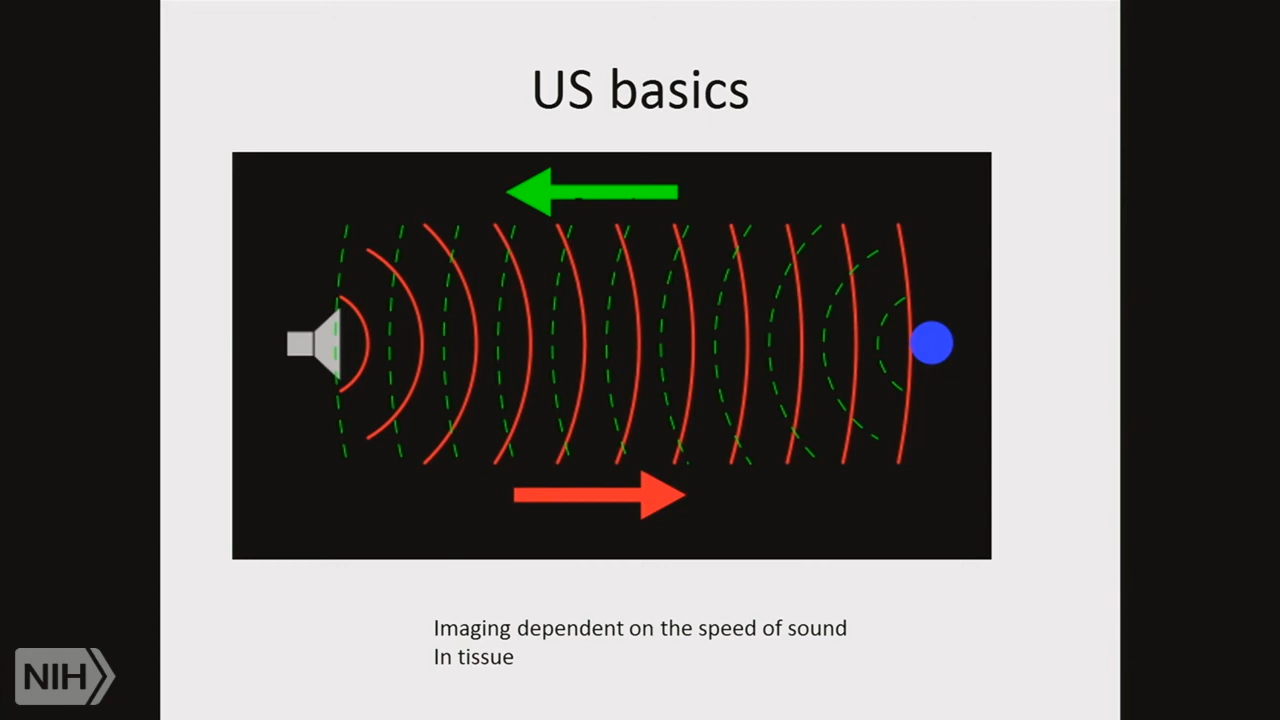 US basics
Imaging dependent on the speed of sound
In tissue
NIH